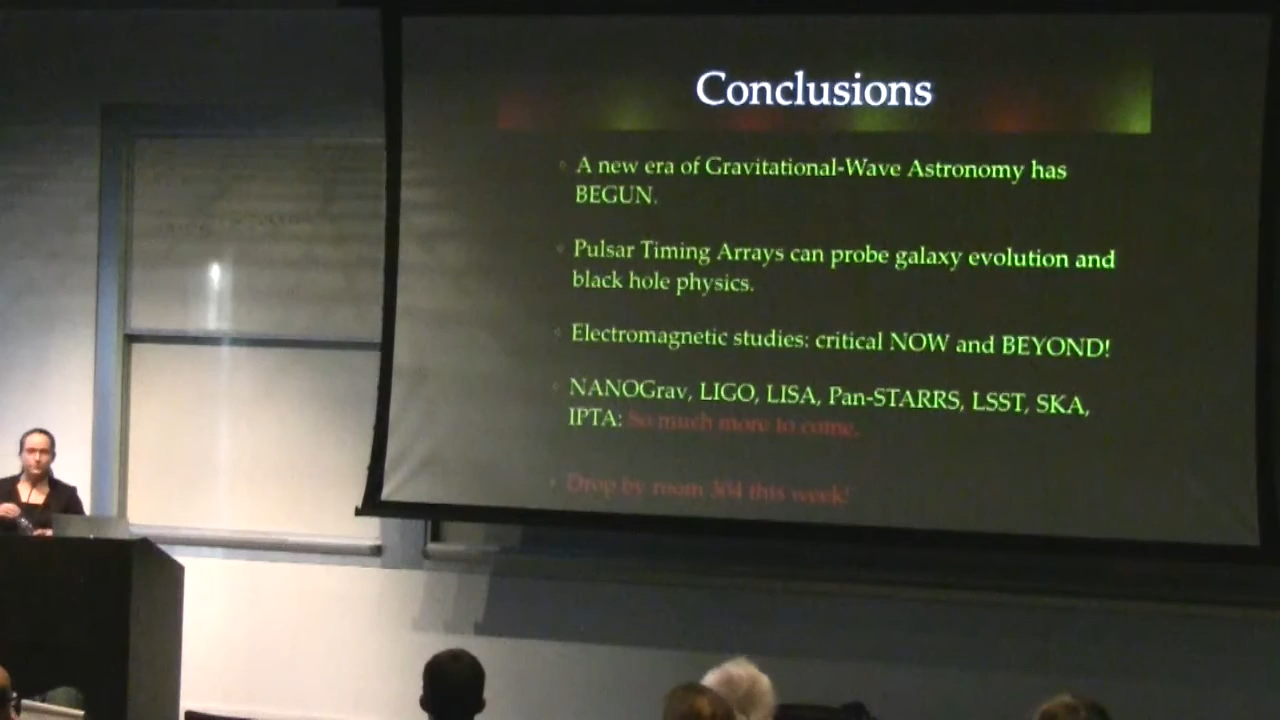 Conclusions
A new era of Gravitational-Wave Astronomy has
BEGUN.
Pulsar Timing Arrays can probe galaxy evolution and
black hole physics.
Electromagnetic studies: critical NOW and BEYOND!
NANOGrav, LIGO, LISA, Pan-STARRS, LSST, SKA,
IPTA: So much more to come.
Drop by room 304 this week!